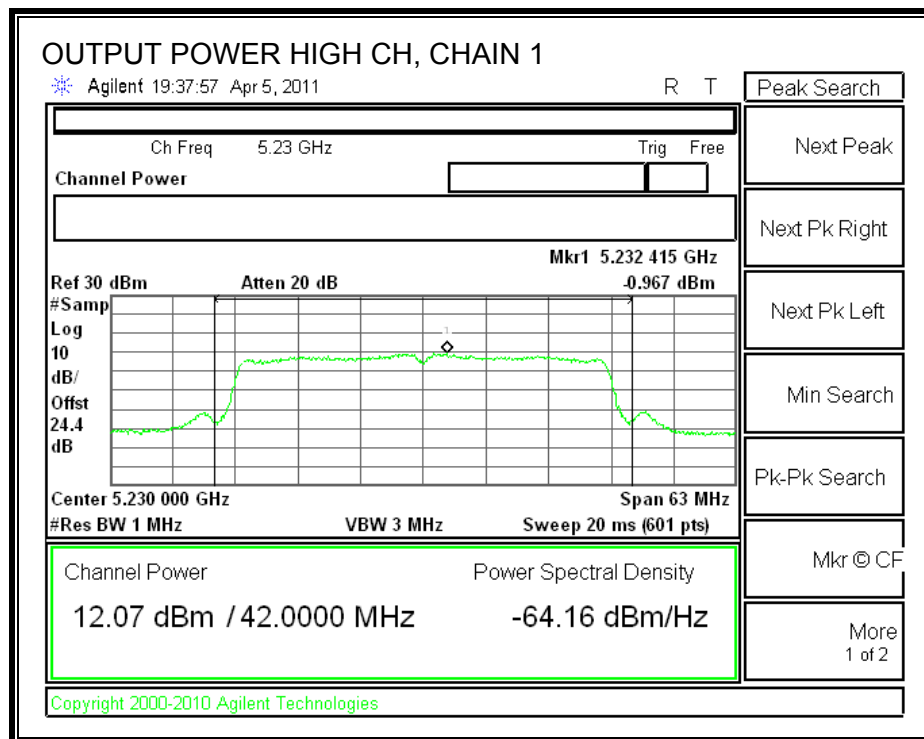 OUTPUT POWER HIGH CH, CHAIN 1
Agilent 19:37:57 Apr 5, 2011 R T
Peak Search
Ch Freq 5.23 GHz Trig Free
Channel Power
Mkr1 5.232 415 GHz
Ref 30 dBm Atten 20 dB -0.967 dBm
#Samp
Log
10
dB/
Offst
24.4
dB
1
Center 5.230 000 GHz Span 63 MHz
#Res BW 1 MHz VBW 3 MHz Sweep 20 ms (601 pts)
Channel Power Power Spectral Density
12.07 dBm / 42.0000 MHz -64.16 dBm/Hz
Copyright 2000-2010 Agilent Technologies
Next Peak
Next Pk Right
Next Pk Left
Min Search
Pk-Pk Search
Mkr © CF
More
1 of 2